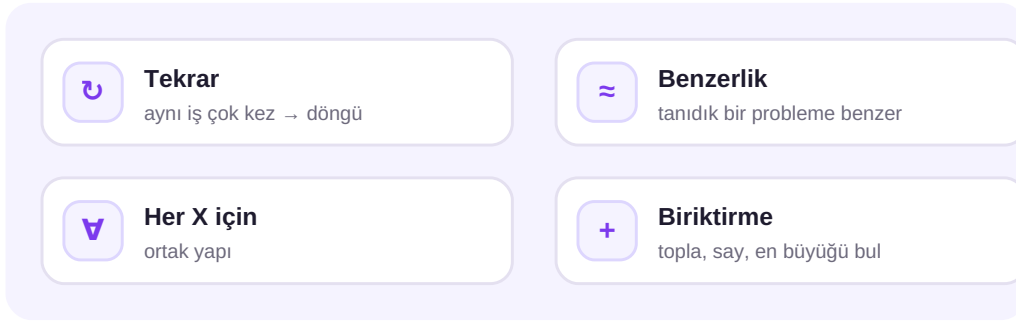 ↻ Tekrar
aynı iş çok kez → döngü
≈ Benzerlik
tanıdık bir probleme benzer
∀ Her X için
ortak yapı
+ Biriktirme
topla, say, en büyüğü bul